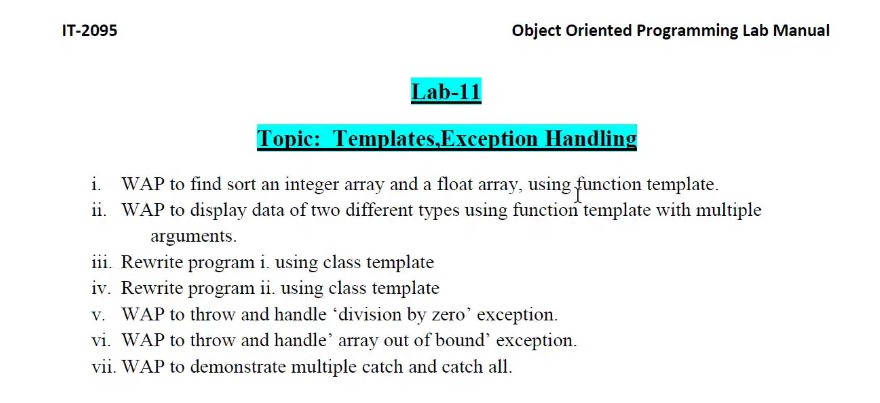 IT-2095 Object Oriented Programming Lab Manual
Lab-11
Topic: Templates,Exception Handling
i. WAP to find sort an integer array and a float array, using function template.
ii. WAP to display data of two different types using function template with multiple
arguments.
iii. Rewrite program i. using class template
iv. Rewrite program ii. using class template
v. WAP to throw and handle ‘division by zero’ exception.
vi. WAP to throw and handle’ array out of bound’ exception.
vii. WAP to demonstrate multiple catch and catch all.